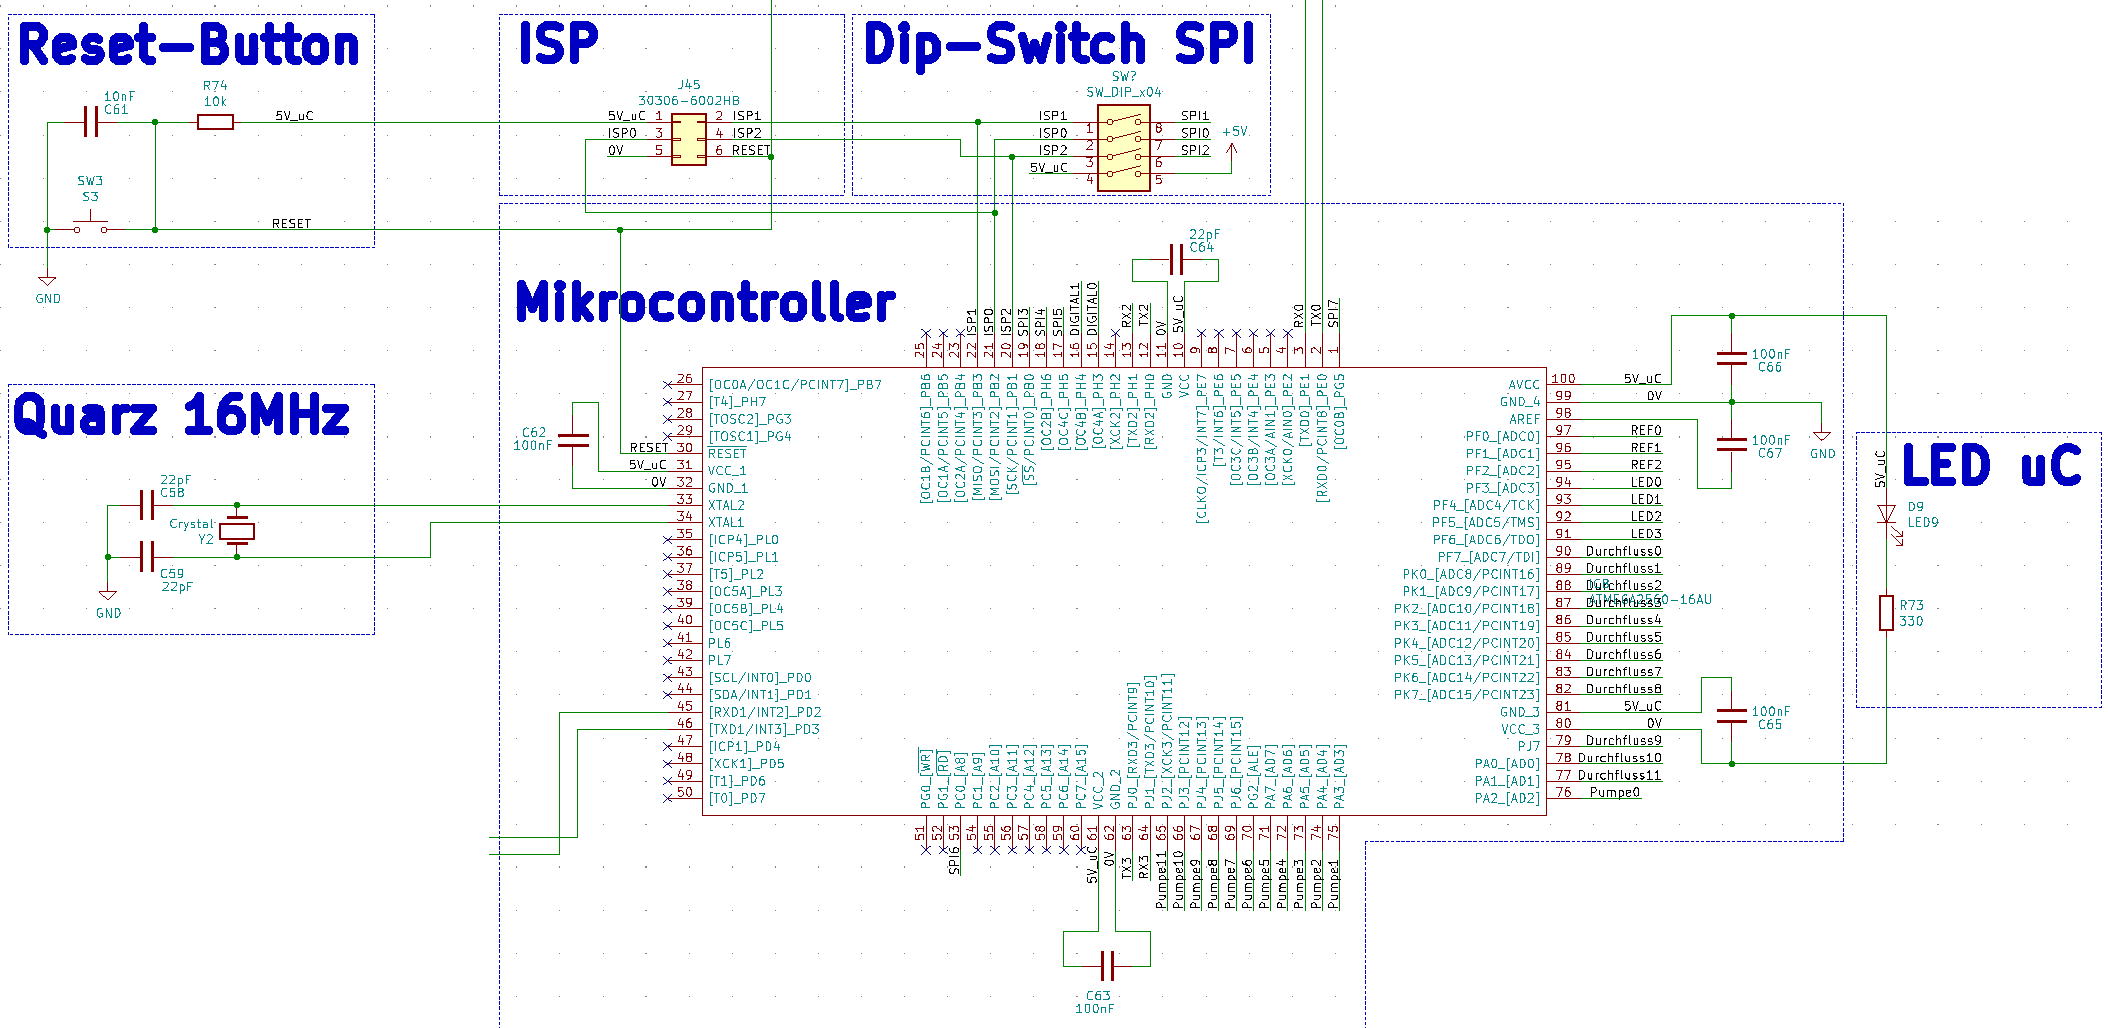 Reset-Button
ISP
Dip-Switch SPI
10nF
C61
R74
10k
5V_uC
SW3
S3
RESET
GND
J45
30306-6002HB
5V_uC 1 2 ISP1
ISP0 3 4 ISP2
0V 5 6 RESET
SW?
SW_DIP_x04
ISP1 1 8 SPI1
ISP0 2 7 SPI0
ISP2 3 6 SPI2
5V_uC 4 5
+5V
Mikrocontroller
22pF
C64
25 [OC1B/PCINT6]_PB6
24 [OC1A/PCINT5]_PB5
23 [OC2A/PCINT4]_PB4
ISP1 22 [MISO/PCINT3]_PB3
ISP0 21 [MOSI/PCINT2]_PB2
ISP2 20 [SCK/PCINT1]_PB1
SPI3 19 [SS/PCINT0]_PB0
SPI4 18 [OC2B]_PH6
SPI5 17 [OC4C]_PH5
DIGITAL1 16 [OC4B]_PH4
DIGITAL0 15 [OC4A]_PH3
14 [XCK2]_PH2
RX2 13 [TXD2]_PH1
TX2 12 [RXD2]_PH0
0V 11 GND
5V_uC 10 VCC
9 [CLKO/ICP3/INT7]_PE7
8 [T3/INT6]_PE6
7 [OC3C/INT5]_PE5
6 [OC3B/INT4]_PE4
5 [OC3A/AIN1]_PE3
4 [XCK0/AIN0]_PE2
RX0 3 [TXD0]_PE1
TX0 2 [RXD0/PCINT8]_PE0
SPI7 1 [OC0B]_PG5
Quarz 16MHz
22pF
C58
Crystal
Y2
C59
22pF
GND
C62
100nF
26 [OC0A/OC1C/PCINT7]_PB7
27 [T4]_PH7
28 [TOSC2]_PG3
29 [TOSC1]_PG4
RESET 30 RESET
5V_uC 31 VCC_1
0V 32 GND_1
33 XTAL2
34 XTAL1
35 [ICP4]_PL0
36 [ICP5]_PL1
37 [T5]_PL2
38 [OC5A]_PL3
39 [OC5B]_PL4
40 [OC5C]_PL5
41 PL6
42 PL7
43 [SCL/INT0]_PD0
44 [SDA/INT1]_PD1
45 [RXD1/INT2]_PD2
46 [TXD1/INT3]_PD3
47 [ICP1]_PD4
48 [XCK1]_PD5
49 [T1]_PD6
50 [T0]_PD7
AVCC 100 5V_uC
GND_4 99 0V
AREF 98
PF0_[ADC0] 97 REF0
PF1_[ADC1] 96 REF1
PF2_[ADC2] 95 REF2
PF3_[ADC3] 94 LED0
PF4_[ADC4/TCK] 93 LED1
PF5_[ADC5/TMS] 92 LED2
PF6_[ADC6/TDO] 91 LED3
PF7_[ADC7/TDI] 90 Durchfluss0
PK0_[ADC8/PCINT16] 89 Durchfluss1
PK1_[ADC9/PCINT17] 88 Durchfluss2
PK2_[ADC10/PCINT18] 87 Durchfluss3
ATMEGA2560-16AU
PK3_[ADC11/PCINT19] 86 Durchfluss4
PK4_[ADC12/PCINT20] 85 Durchfluss5
PK5_[ADC13/PCINT21] 84 Durchfluss6
PK6_[ADC14/PCINT22] 83 Durchfluss7
PK7_[ADC15/PCINT23] 82 Durchfluss8
GND_3 81 5V_uC
VCC_3 80 0V
PJ7 79 Durchfluss9
PA0_[AD0] 78 Durchfluss10
PA1_[AD1] 77 Durchfluss11
PA2_[AD2] 76 Pumpe0
100nF
C66
100nF
C67
GND
100nF
C65
LED uC
5V_uC
D9
LED9
R73
330
PG0_[WR] 51
PG1_[RD] 52
PC0_[A8] 53 SPI6
PC1_[A9] 54
PC2_[A10] 55
PC3_[A11] 56
PC4_[A12] 57
PC5_[A13] 58
PC6_[A14] 59
PC7_[A15] 60
VCC_2 61 5V_uC
GND_2 62 0V
PJ0_[RXD3/PCINT9] 63 TX3
PJ1_[TXD3/PCINT10] 64 RX3
PJ2_[XCK3/PCINT11] 65 Pumpe11
PJ3_[PCINT12] 66 Pumpe10
PJ4_[PCINT13] 67 Pumpe9
PJ5_[PCINT14] 68 Pumpe8
PJ6_[PCINT15] 69 Pumpe7
PG2_[ALE] 70 Pumpe6
PA7_[AD7] 71 Pumpe5
PA6_[AD6] 72 Pumpe4
PA5_[AD5] 73 Pumpe3
PA4_[AD4] 74 Pumpe2
PA3_[AD3] 75 Pumpe1
C63
100nF